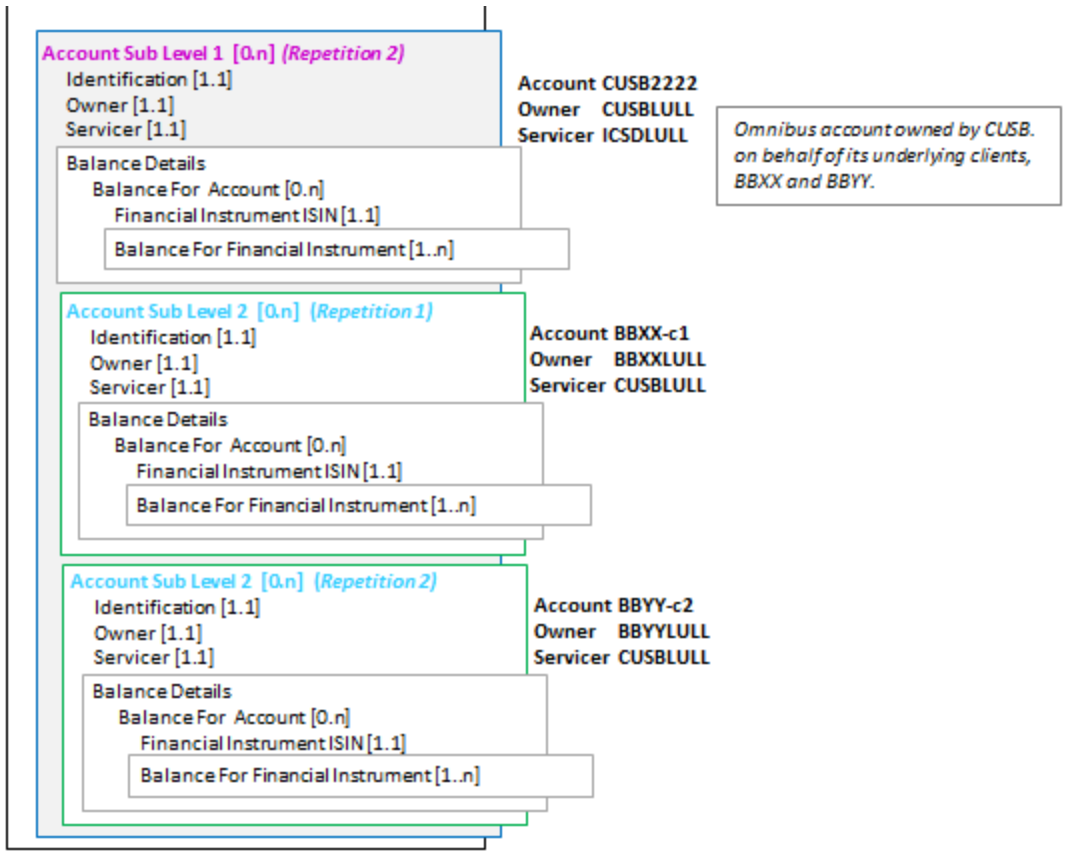 Account Sub Level 1 [0.n] (Repetition 2)
Identification [1.1]
Owner [1.1]
Servicer [1.1]
Account CUSB2222
Owner CUSBLULL
Servicer ICSDLULL
Omnibus account owned by CUSB.
on behalf of its underlying clients,
BBXX and BBYY.
Balance Details
Balance For Account [0.n]
Financial Instrument ISIN [1.1]
Balance For Financial Instrument [1..n]
Account Sub Level 2 [0.n] (Repetition 1)
Identification [1.1]
Owner [1.1]
Servicer [1.1]
Account BBXX-c1
Owner BBXXLULL
Servicer CUSBLULL
Balance Details
Balance For Account [0.n]
Financial Instrument ISIN [1.1]
Balance For Financial Instrument [1..n]
Account Sub Level 2 [0.n] (Repetition 2)
Identification [1.1]
Owner [1.1]
Servicer [1.1]
Account BBYY-c2
Owner BBYYLULL
Servicer CUSBLULL
Balance Details
Balance For Account [0.n]
Financial Instrument ISIN [1.1]
Balance For Financial Instrument [1..n]